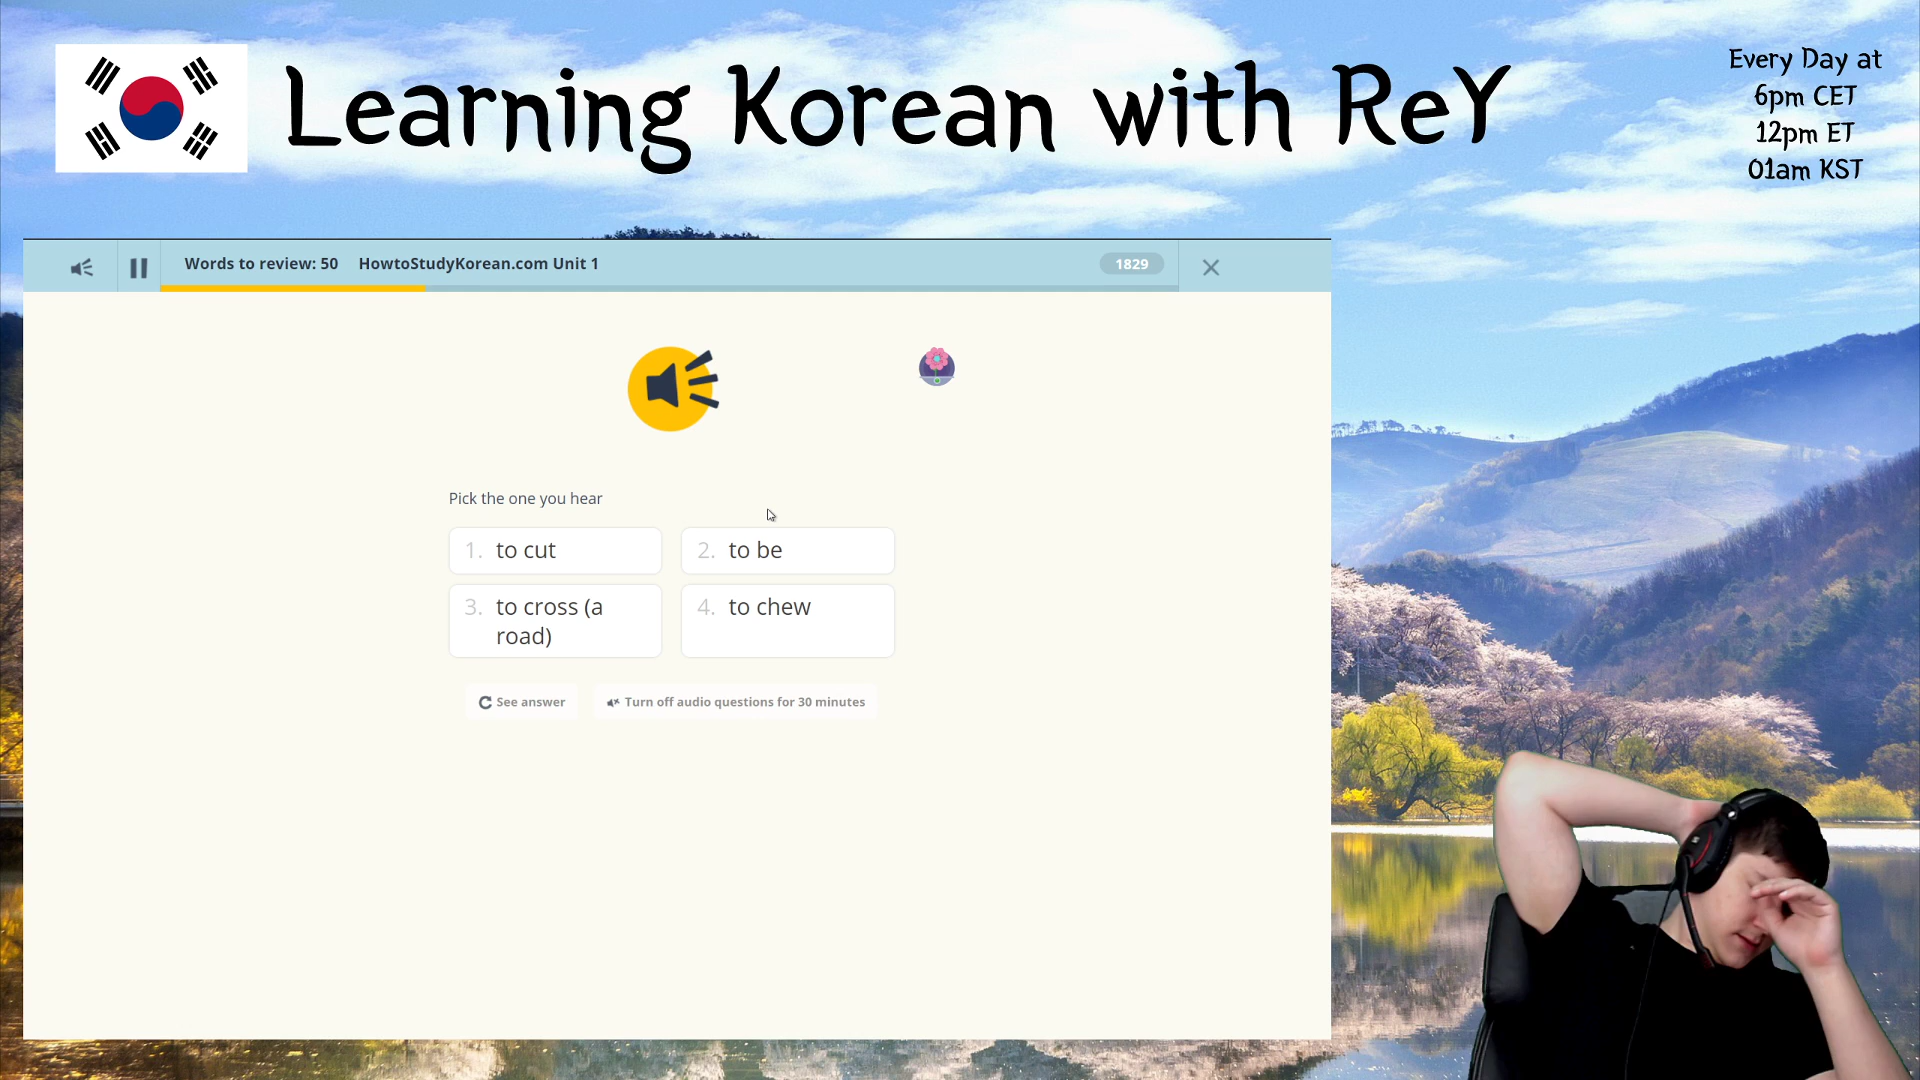 Learning Korean with ReY
Every Day at
6pm CET
12pm ET
01am KST
Words to review: 50 HowtoStudyKorean.com Unit 1
1829
Pick the one you hear
1. to cut
2. to be
3. to cross (a
road)
4. to chew
See answer
Turn off audio questions for 30 minutes